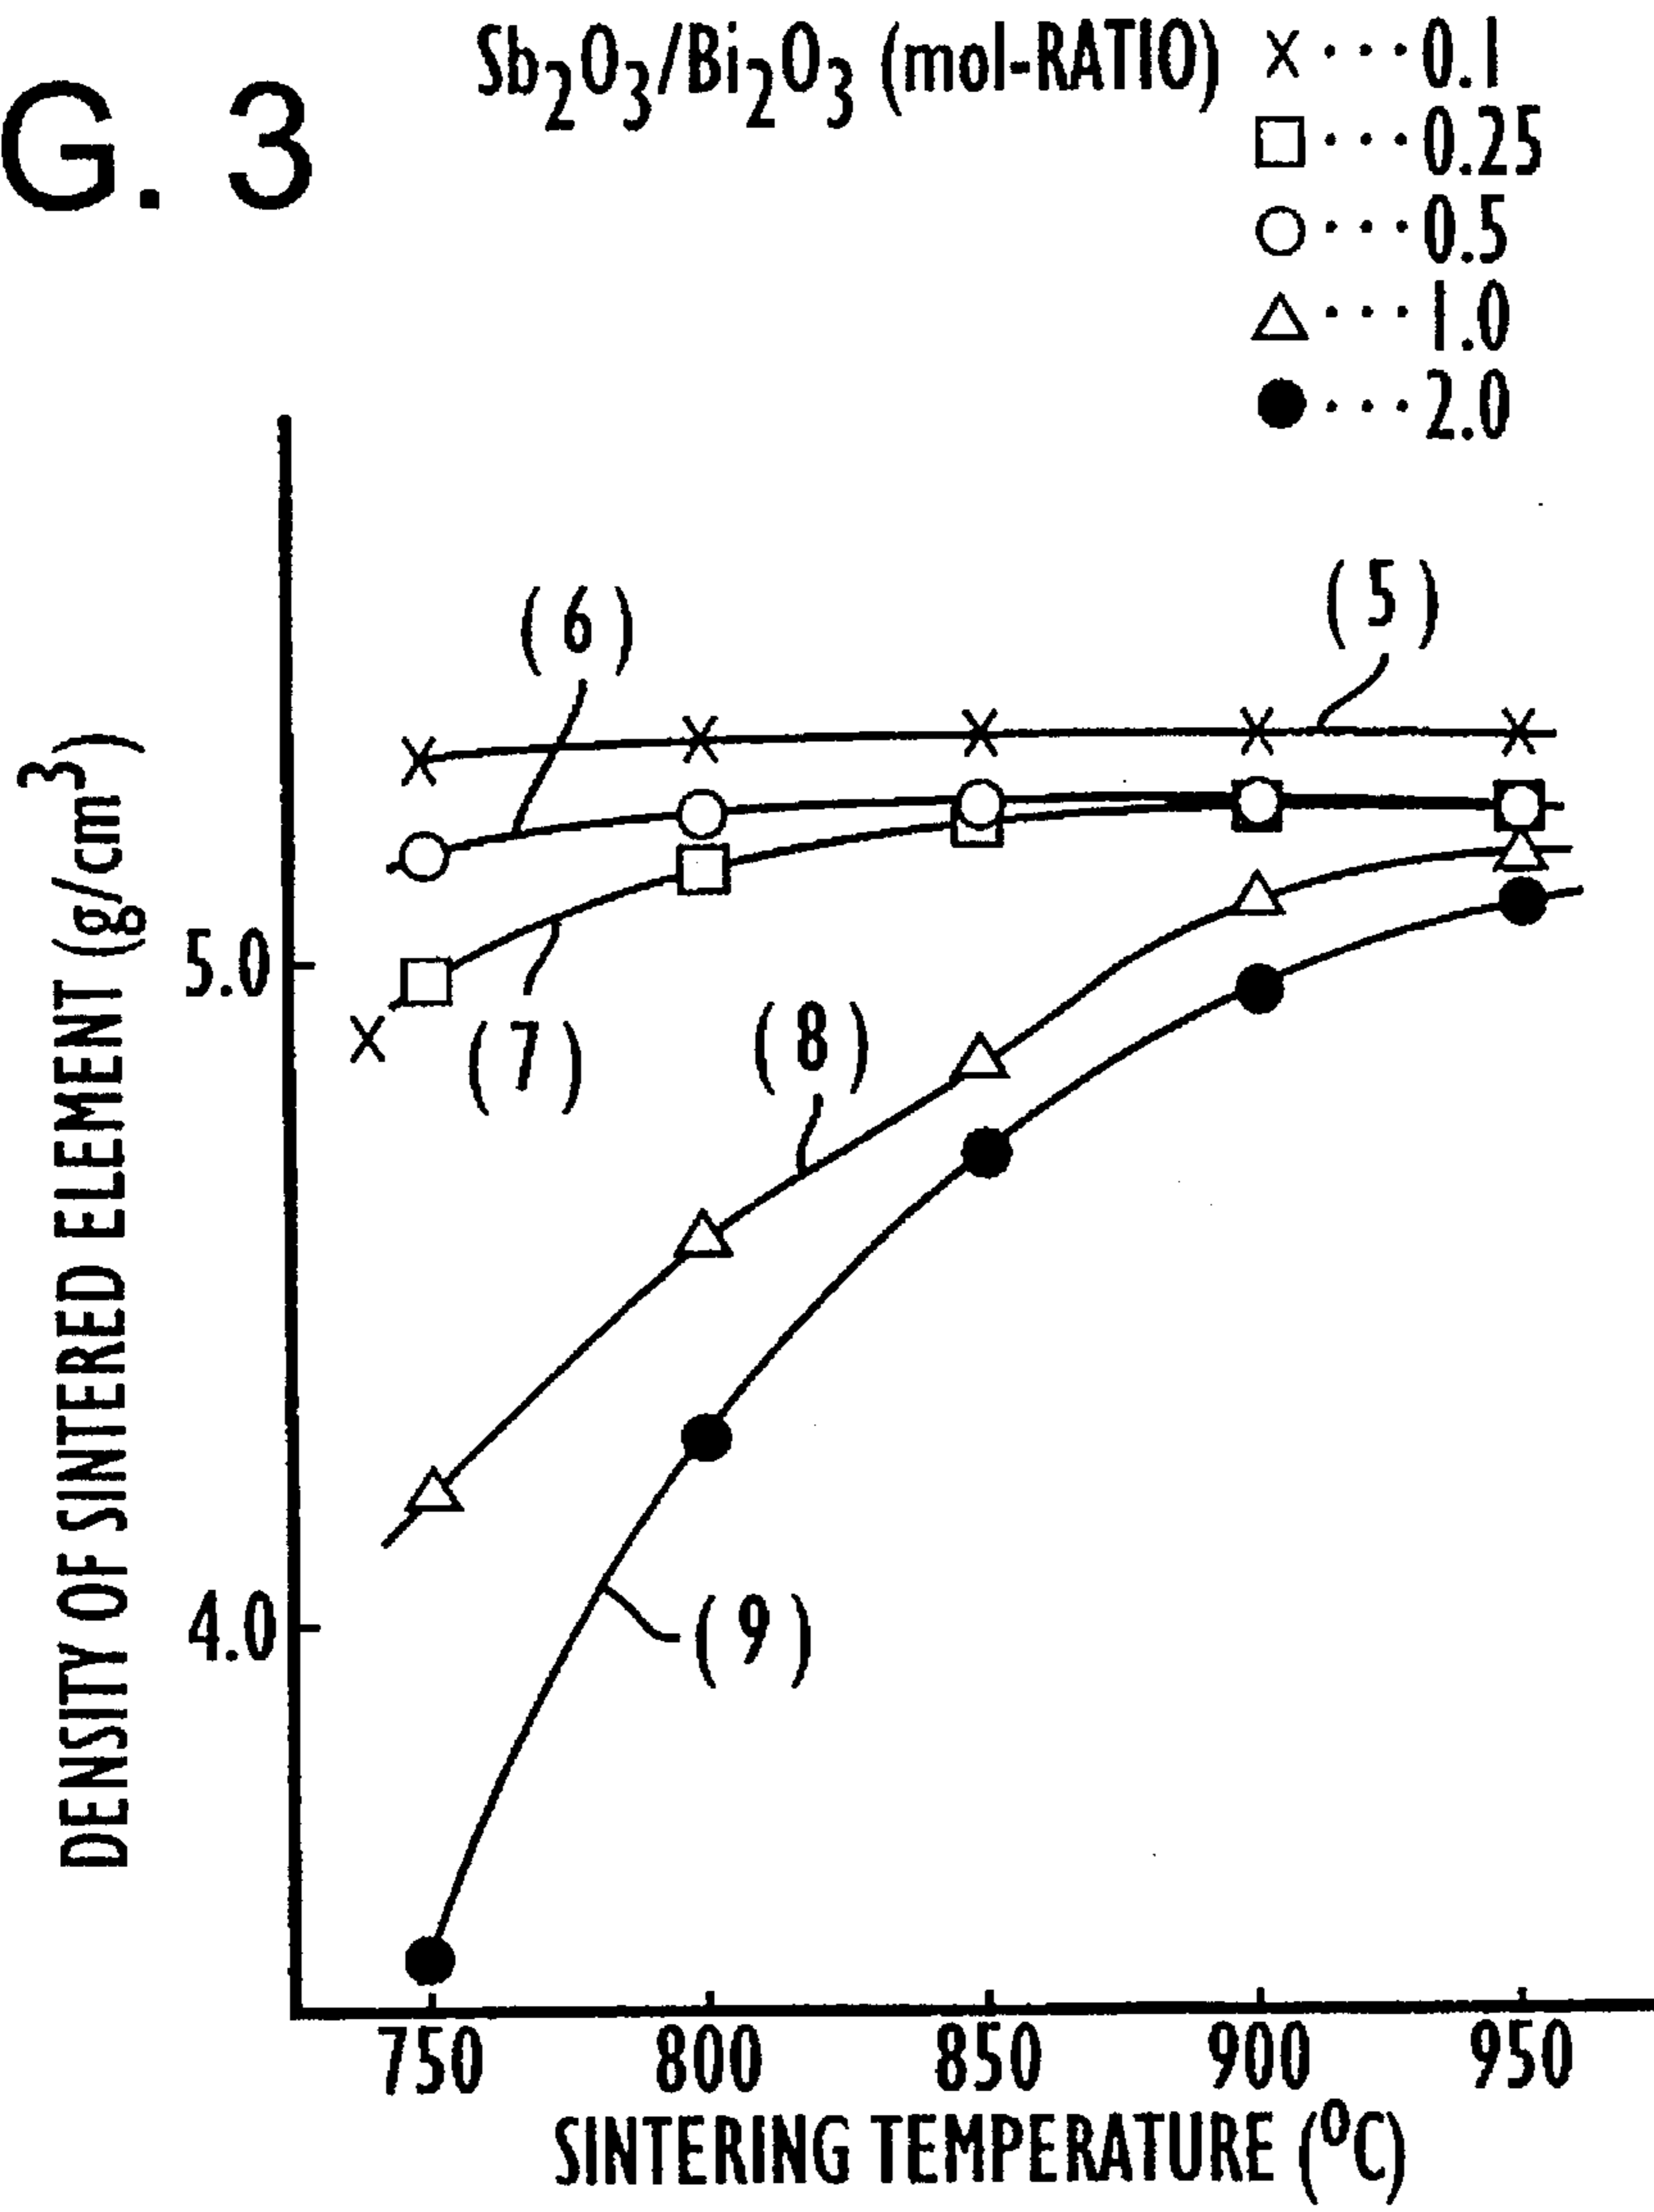 G. 3
Sb2O3/Bi2O3 (mol-RATIO)
x ··· 0.1
□ ··· 0.25
○ ··· 0.5
△ ··· 1.0
● ··· 2.0
(5)
(6)
(7)
(8)
(9)
DENSITY OF SINTERED ELEMENT (g/cm3)
5.0
4.0
750 800 850 900 950
SINTERING TEMPERATURE (ºC)